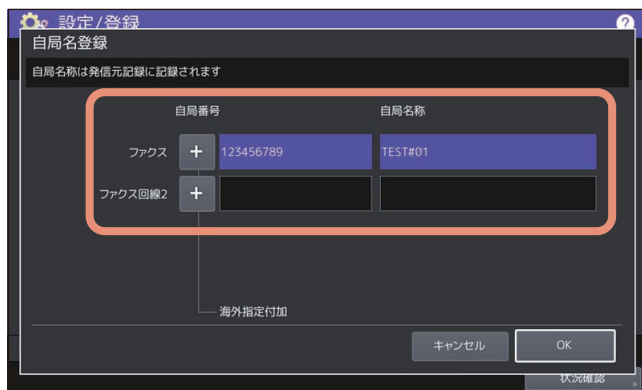 設定/登録 ?
自局名登録
自局名称は発信元記録に記録されます
自局番号 自局名称
ファクス + 123456789 TEST#01
ファクス回線2 +
海外指定付加
キャンセル OK
状況確認